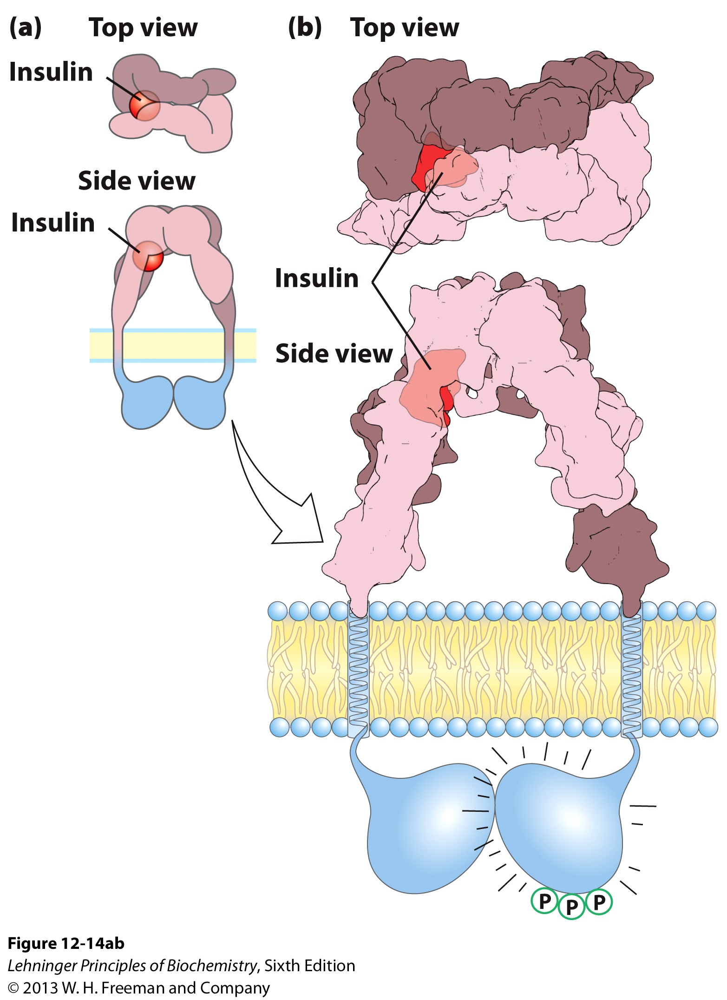 (a) Top view
Insulin
Side view
Insulin
(b) Top view
Insulin
Side view
P P P
Figure 12-14ab
Lehninger Principles of Biochemistry, Sixth Edition
© 2013 W. H. Freeman and Company